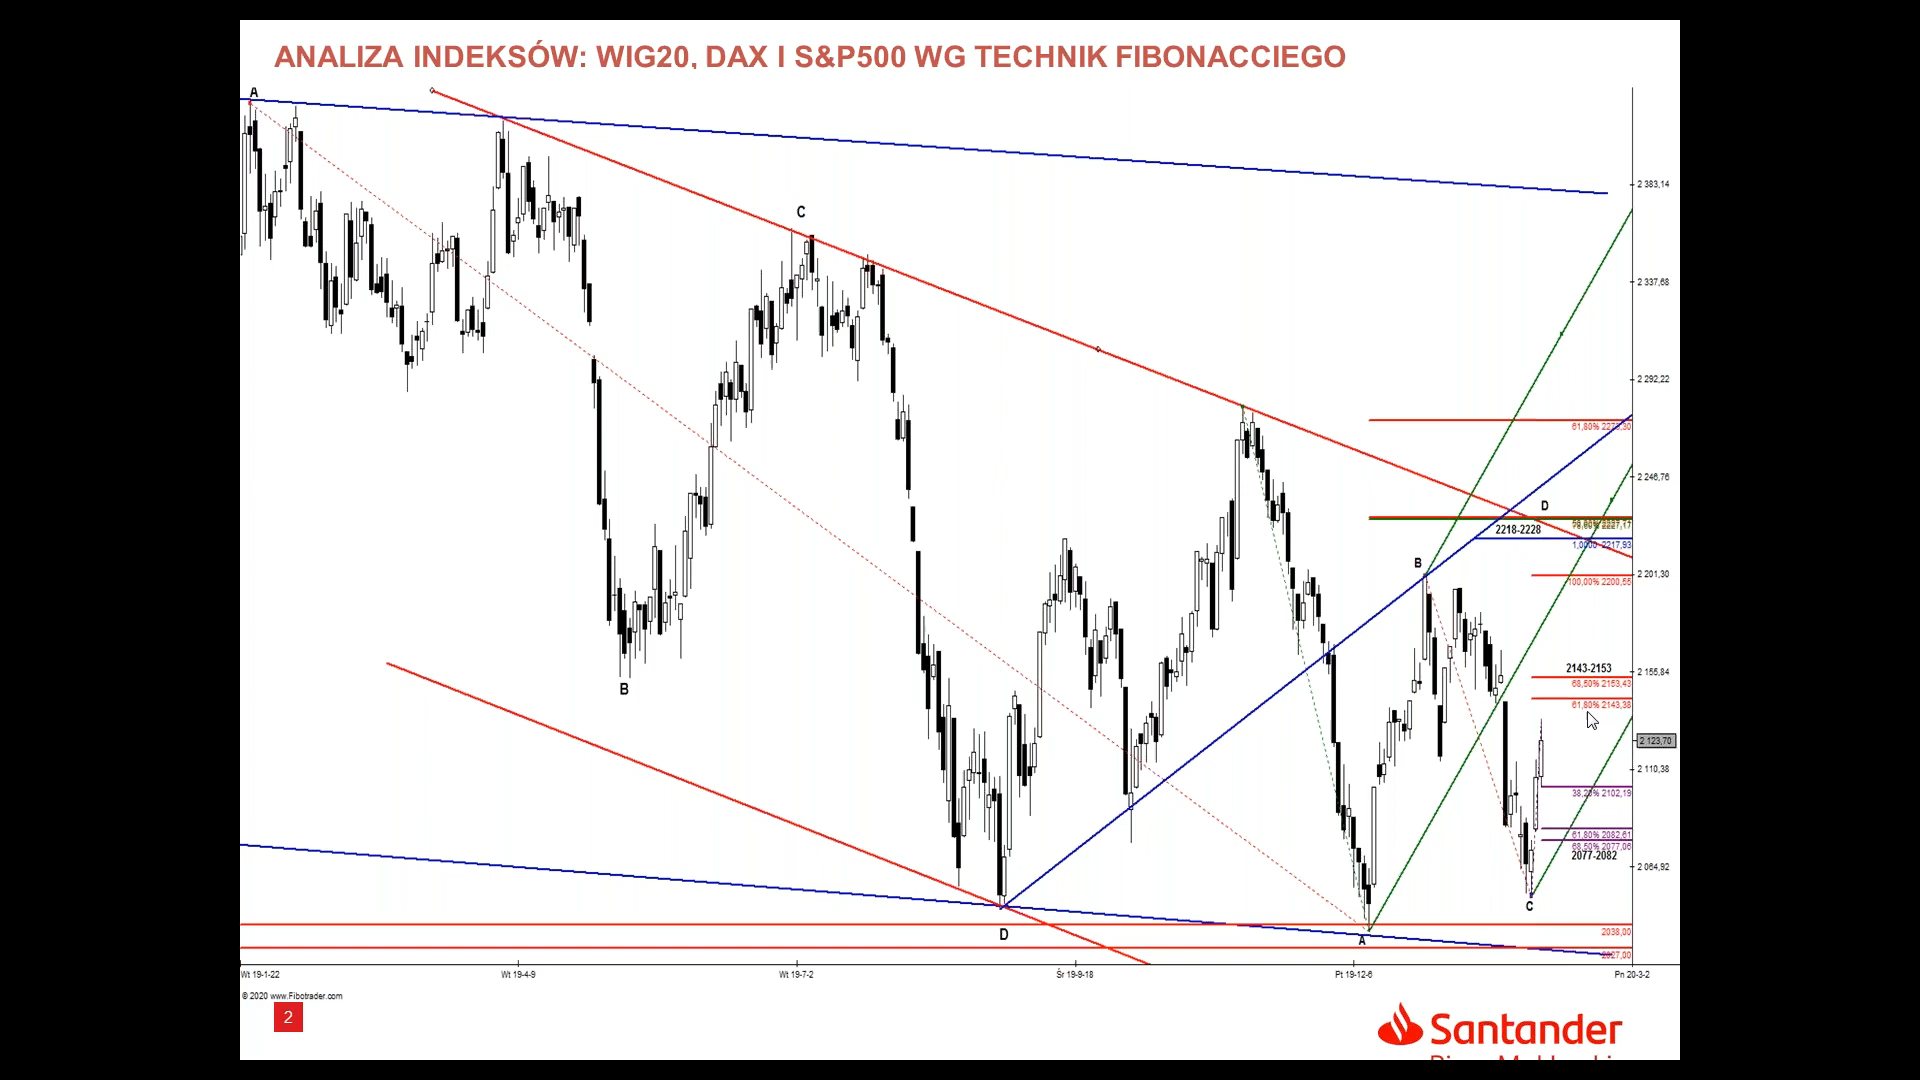 ANALIZA INDEKSÓW: WIG20, DAX I S&P500 WG TECHNIK FIBONACCIEGO
A
2 383,14
C
2 337,68
2 292,22
61,80% 2273,30
2 246,76
D
2218-2228
1,0000 2217,93
B
2 201,30
100,00% 2200,55
2143-2153
2 155,84
68,50% 2153,43
B
61,80% 2143,38
2 123,70
2 110,38
38,20% 2102,19
61,80% 2082,61
68,50% 2077,06
2077-2082
2 064,92
C
D
A
2038,00
2027,00
Wt 19-1-22
Wt 19-4-9
Wt 19-7-2
Śr 19-9-18
Pt 19-12-6
Pn 20-3-2
© 2020 www.Fibotrader.com
2
Santander